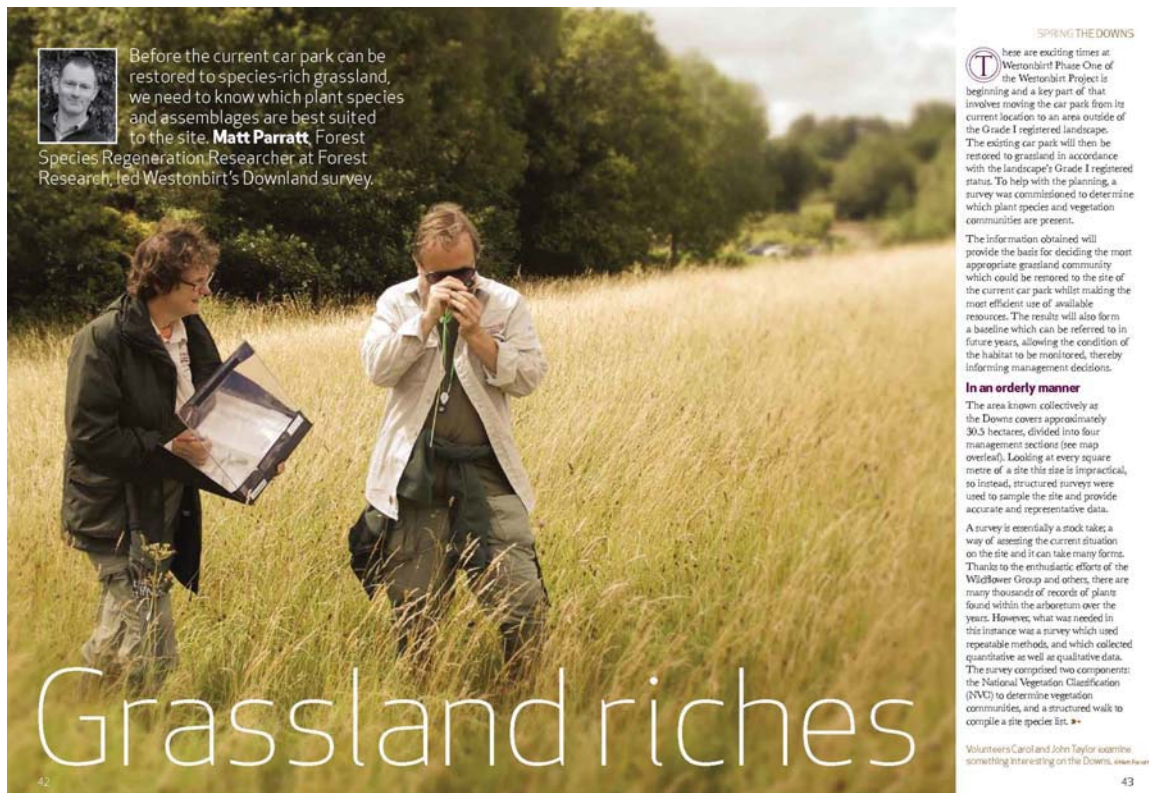 Before the current car park can be
restored to species-rich grassland,
we need to know which plant species
and assemblages are best suited
to the site. Matt Parratt, Forest
Species Regeneration Researcher at Forest
Research, led Westonbirt's Downland survey.
Grassland riches
42
SPRING THE DOWNS
These are exciting times at
Westonbirt! Phase One of
the Westonbirt Project is
beginning and a key part of that
involves moving the car park from its
current location to an area outside of
the Grade I registered landscape.
The existing car park will then be
restored to grassland in accordance
with the landscape's Grade I registered
status. To help with the planning, a
survey was commissioned to determine
which plant species and vegetation
communities are present.
The information obtained will
provide the basis for deciding the most
appropriate grassland community
which could be restored to the site of
the current car park whilst making the
most efficient use of available
resources. The results will also form
a baseline which can be referred to in
future years, allowing the condition of
the habitat to be monitored, thereby
informing management decisions.
In an orderly manner
The area known collectively as
the Downs covers approximately
30.5 hectares, divided into four
management sections (see map
overleaf). Looking at every square
metre of a site this size is impractical,
so instead, structured surveys were
used to sample the site and provide
accurate and representative data.
A survey is essentially a stock take; a
way of assessing the current situation
on the site and it can take many forms.
Thanks to the enthusiastic efforts of the
Wildflower Group and others, there are
many thousands of records of plants
found within the arboretum over the
years. However, what was needed in
this instance was a survey which used
repeatable methods, and which collected
quantitative as well as qualitative data.
The survey comprised two components:
the National Vegetation Classification
(NVC) to determine vegetation
communities, and a structured walk to
compile a site species list.
Volunteers Carol and John Taylor examine
something interesting on the Downs.
43